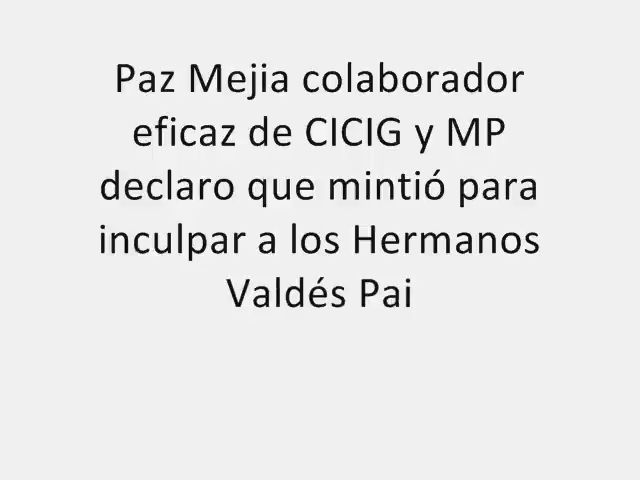 Paz Mejia colaborador
eficaz de CICIG y MP
declaro que mintió para
inculpar a los Hermanos
Valdés Pai